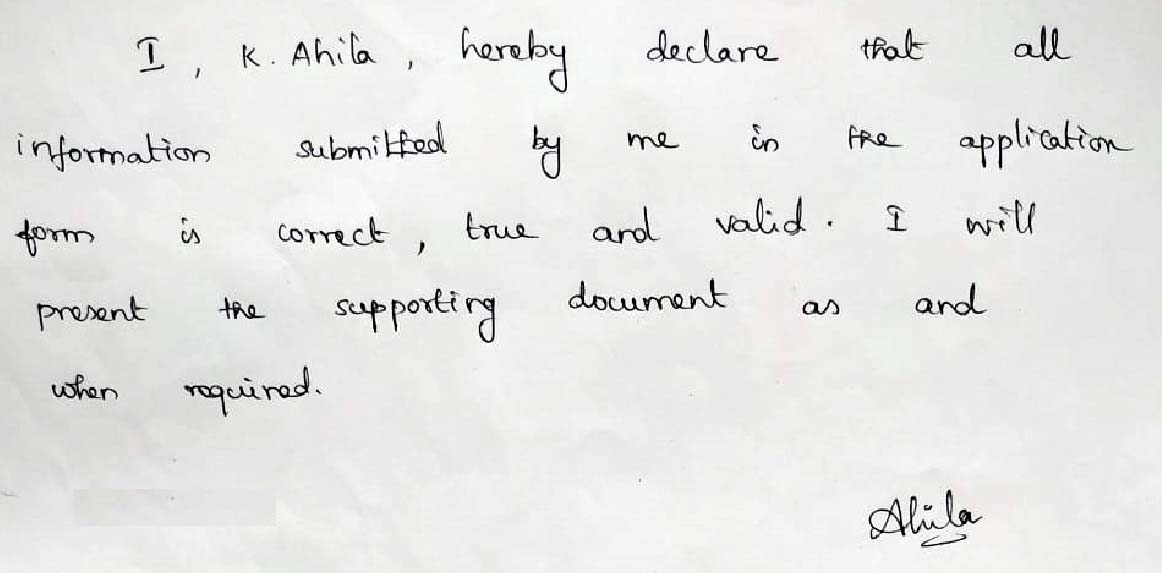 I, K. Ahila, hereby declare that all
information submitted by me in the application
form is correct, true and valid. I will
present the supporting document as and
when required.
Ahila